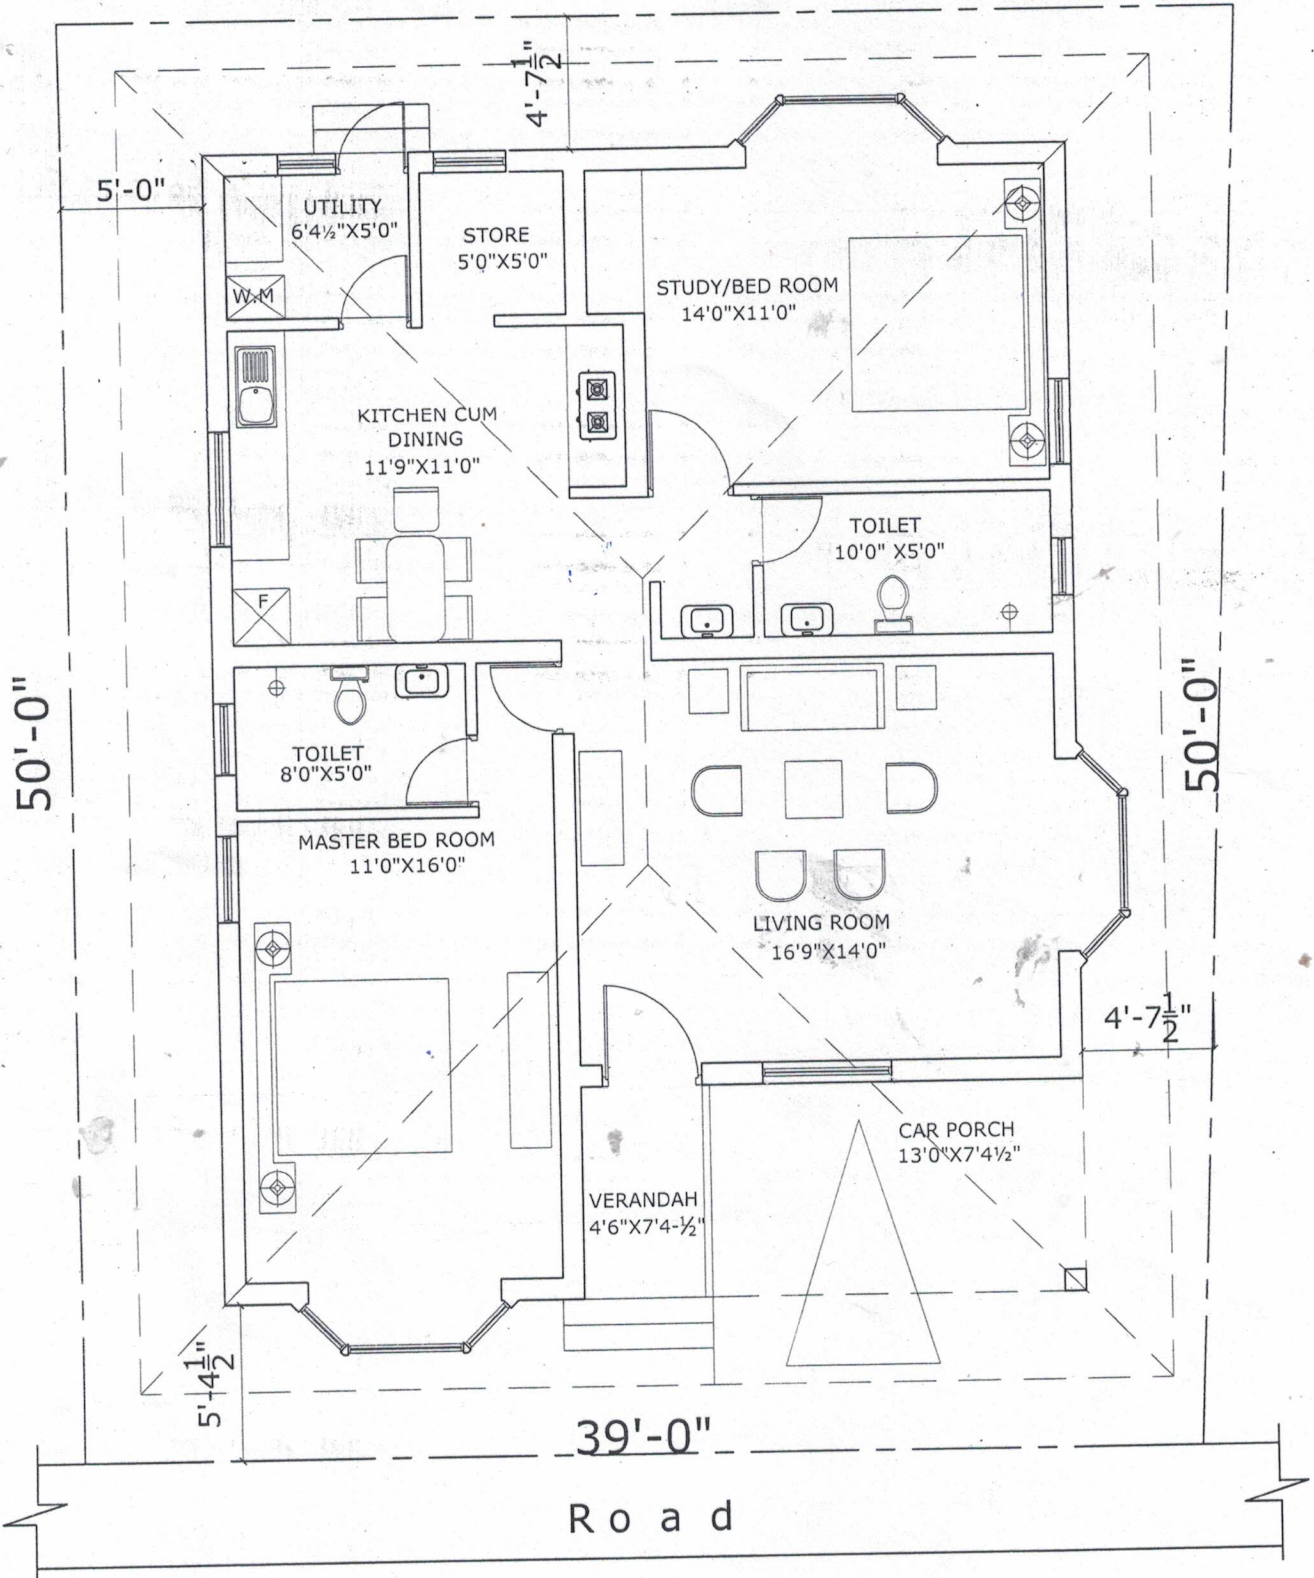 4'-7½"
5'-0"
UTILITY
6'4½"X5'0"
STORE
5'0"X5'0"
W.M
STUDY/BED ROOM
14'0"X11'0"
KITCHEN CUM
DINING
11'9"X11'0"
TOILET
10'0" X5'0"
F
50'-0"
50'-0"
TOILET
8'0"X5'0"
MASTER BED ROOM
11'0"X16'0"
LIVING ROOM
16'9"X14'0"
4'-7½"
CAR PORCH
13'0"X7'4½"
VERANDAH
4'6"X7'4-½"
5'-4½"
39'-0"
Road